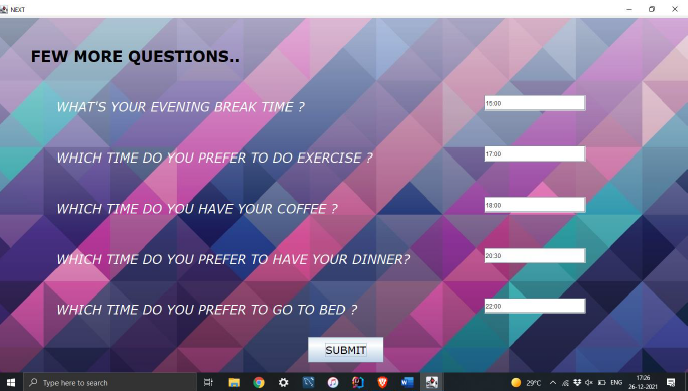 NEXT
FEW MORE QUESTIONS..
WHAT'S YOUR EVENING BREAK TIME ? 15:00
WHICH TIME DO YOU PREFER TO DO EXERCISE ? 17:00
WHICH TIME DO YOU HAVE YOUR COFFEE ? 18:00
WHICH TIME DO YOU PREFER TO HAVE YOUR DINNER? 20:30
WHICH TIME DO YOU PREFER TO GO TO BED ? 22:00
SUBMIT
Type here to search 29°C ENG 17:26
26-12-2021